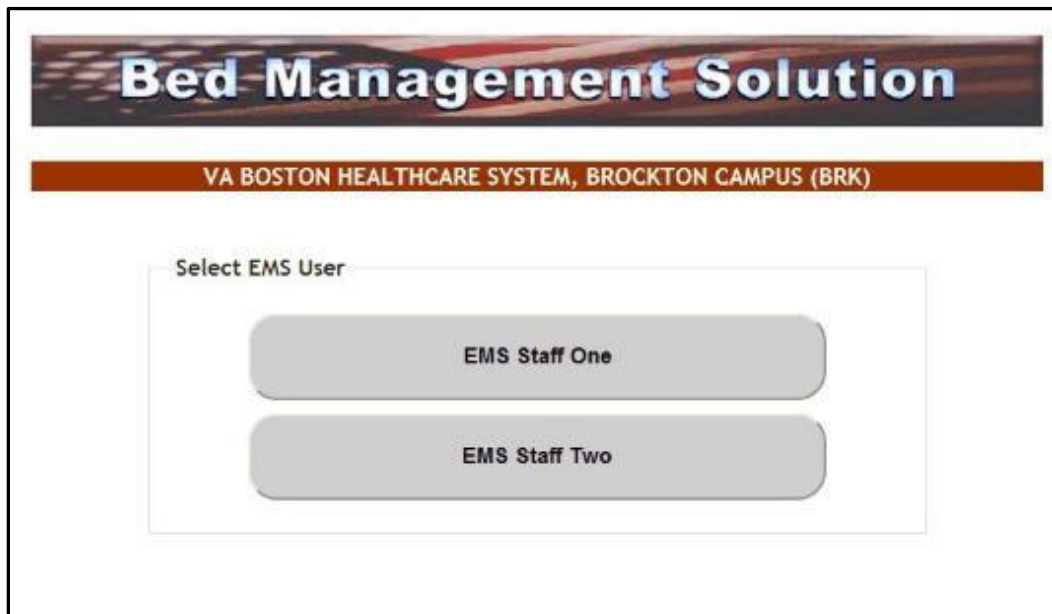 Bed Management Solution
VA BOSTON HEALTHCARE SYSTEM, BROCKTON CAMPUS (BRK)
Select EMS User
EMS Staff One
EMS Staff Two